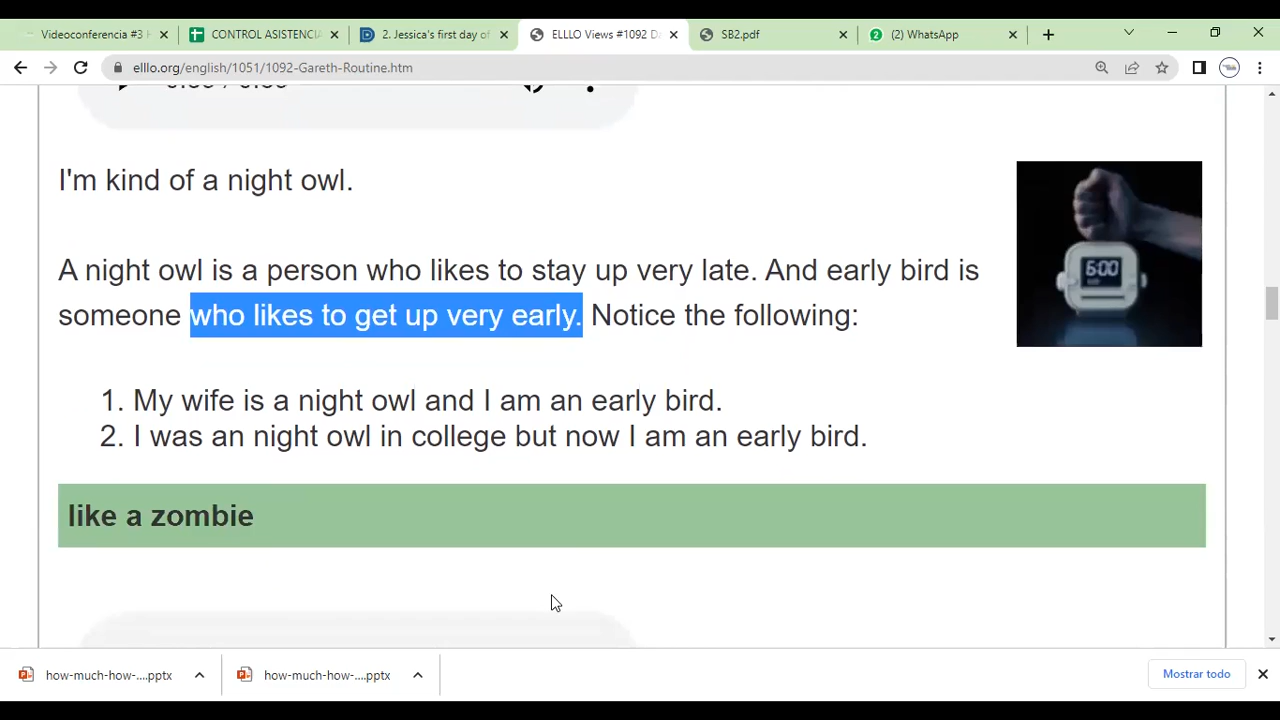 Videoconferencia #3 H
CONTROL ASISTENCIA
2. Jessica's first day of
ELLLO Views #1092 Da
SB2.pdf
(2) WhatsApp
elllo.org/english/1051/1092-Gareth-Routine.htm
I'm kind of a night owl.
A night owl is a person who likes to stay up very late. And early bird is
someone who likes to get up very early. Notice the following:
6:00
1. My wife is a night owl and I am an early bird.
2. I was an night owl in college but now I am an early bird.
like a zombie
how-much-how-....pptx
how-much-how-....pptx
Mostrar todo